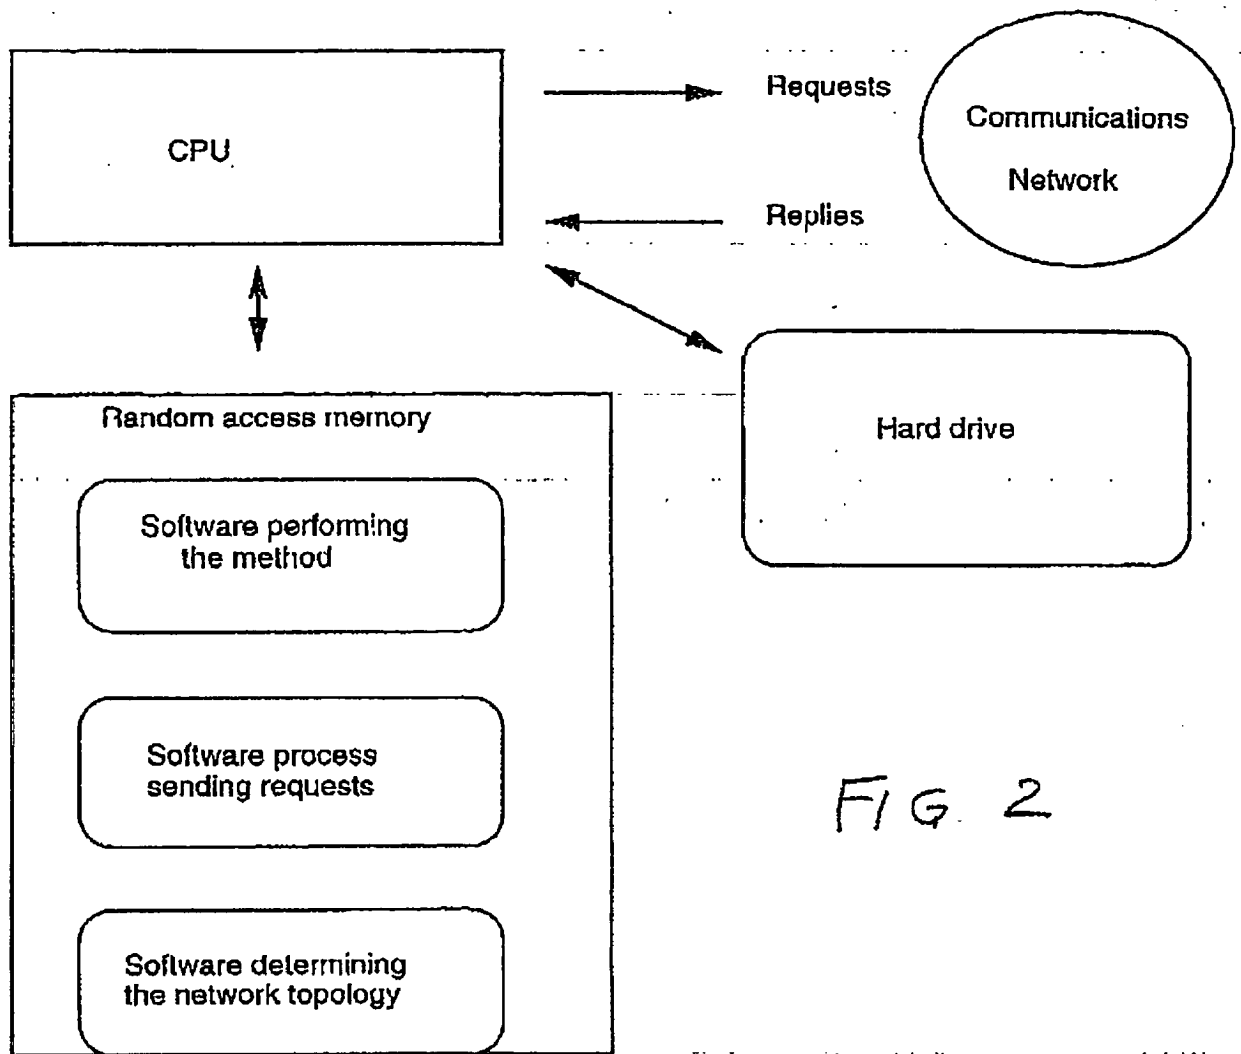 CPU
Requests
Replies
Communications
Network
Random access memory
Hard drive
Software performing
the method
Software process
sending requests
Software determining
the network topology
FIG. 2